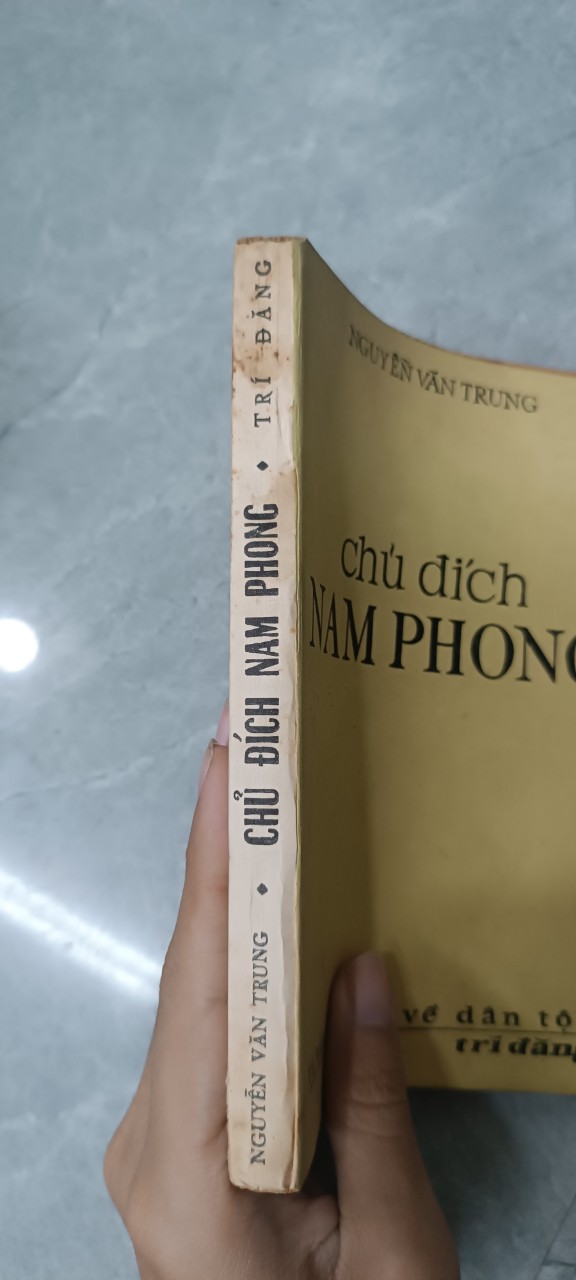 NGUYỄN VĂN TRUNG ♦ CHỦ ĐÍCH NAM PHONG ♦ TRÍ ĐĂNG
NGUYỄN VĂN TRUNG
chủ đích
NAM PHONG
về dân tộ
trí đăng